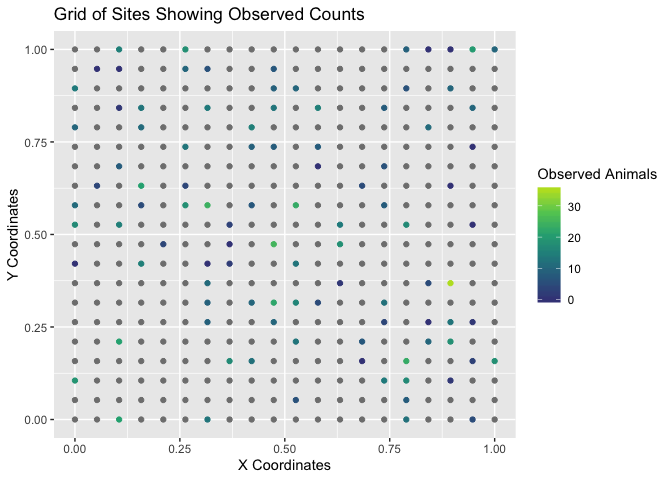 Grid of Sites Showing Observed Counts
1.00
0.75
0.50
0.25
0.00
Y Coordinates
0.00 0.25 0.50 0.75 1.00
X Coordinates
Observed Animals
30
20
10
0